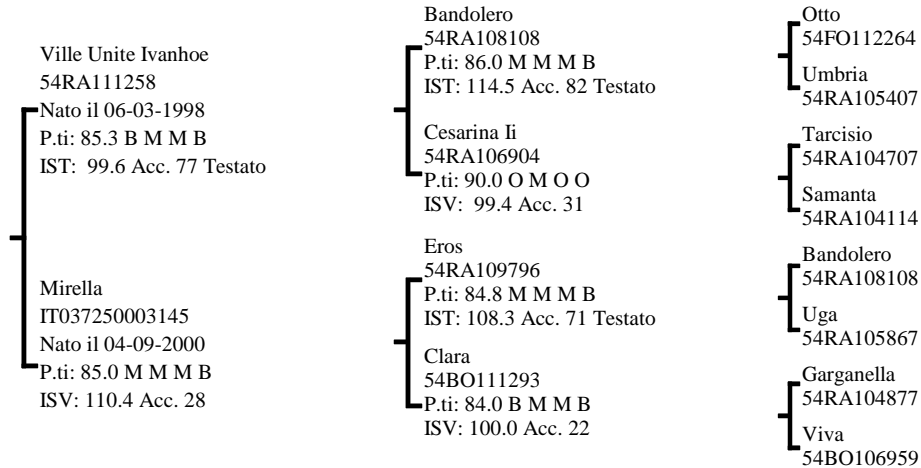 Ville Unite Ivanhoe
54RA111258
Nato il 06-03-1998
P.ti: 85.3 B M M B
IST: 99.6 Acc. 77 Testato
Mirella
IT037250003145
Nato il 04-09-2000
P.ti: 85.0 M M M B
ISV: 110.4 Acc. 28
Bandolero
54RA108108
P.ti: 86.0 M M M B
IST: 114.5 Acc. 82 Testato
Cesarina Ii
54RA106904
P.ti: 90.0 O M O O
ISV: 99.4 Acc. 31
Eros
54RA109796
P.ti: 84.8 M M M B
IST: 108.3 Acc. 71 Testato
Clara
54BO111293
P.ti: 84.0 B M M B
ISV: 100.0 Acc. 22
Otto
54FO112264
Umbria
54RA105407
Tarcisio
54RA104707
Samanta
54RA104114
Bandolero
54RA108108
Uga
54RA105867
Garganella
54RA104877
Viva
54BO106959